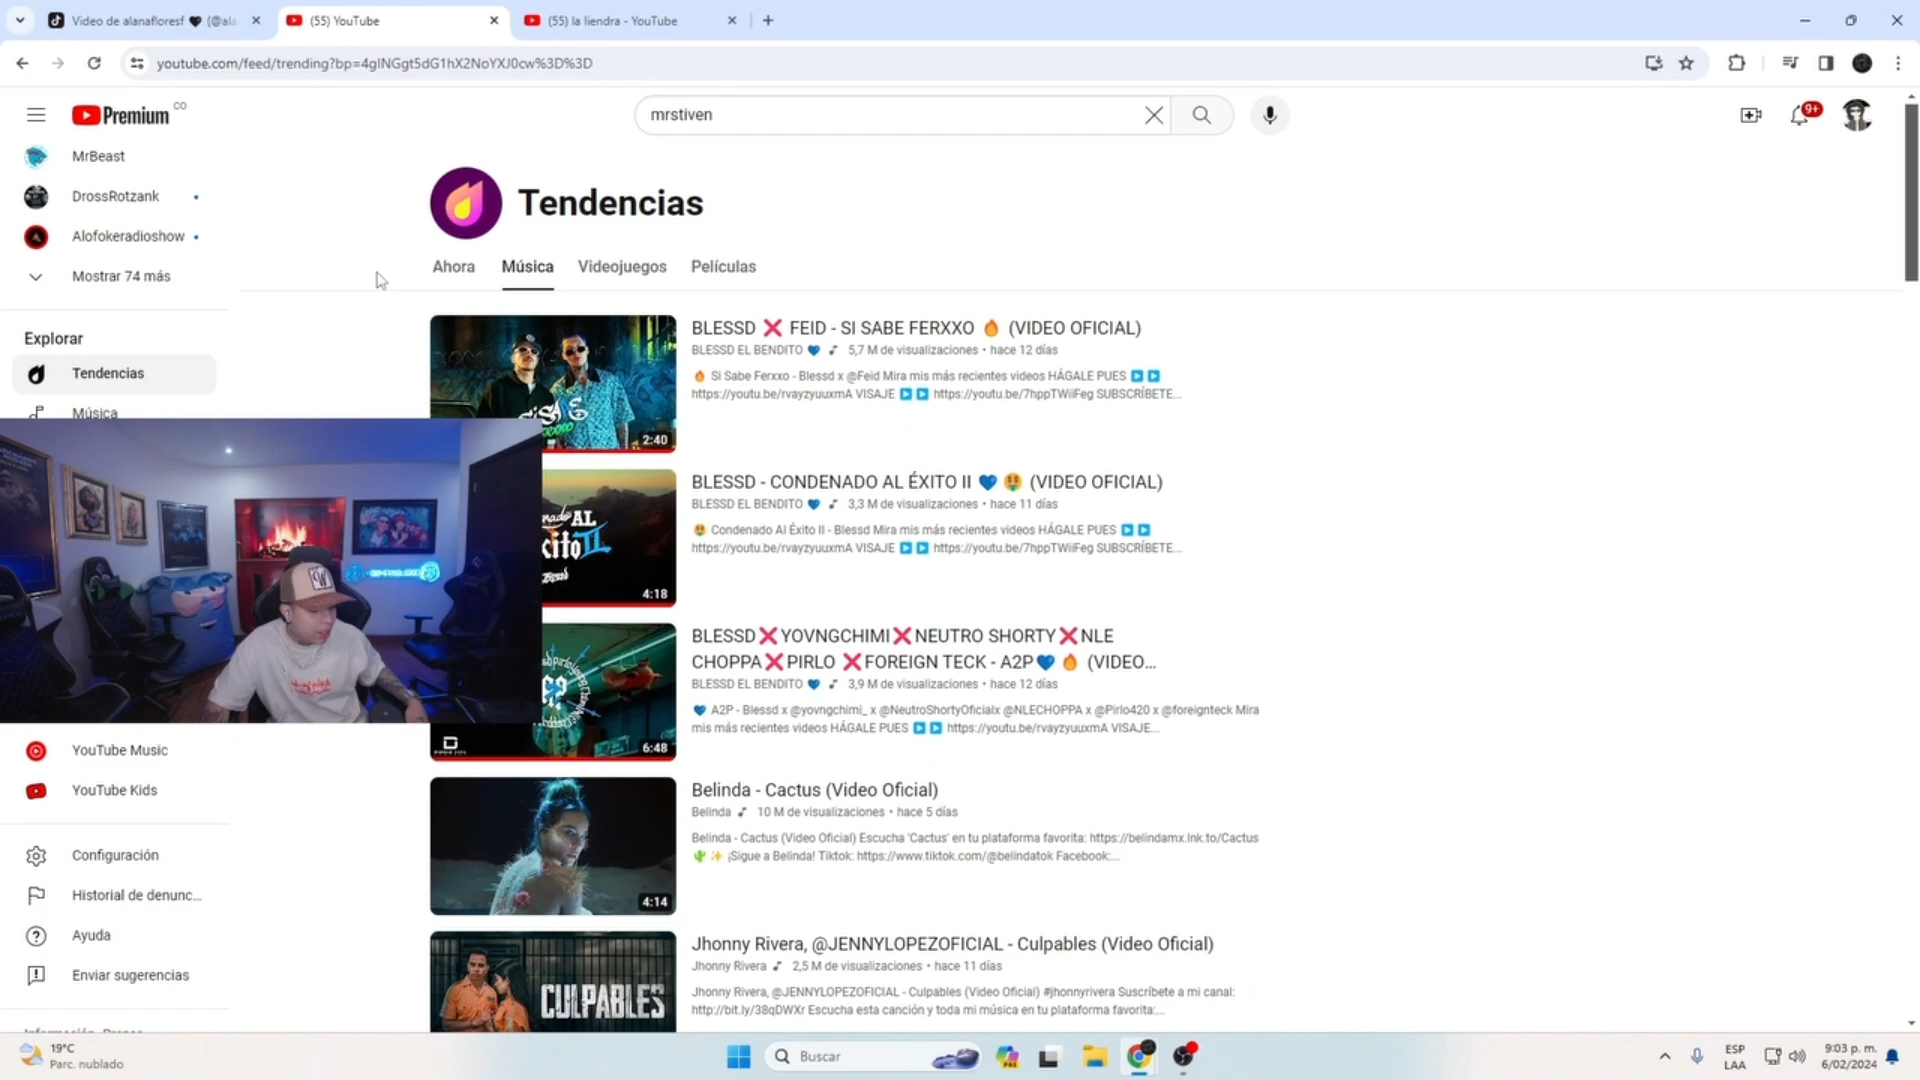 Video de alanafloresf 🖤 (@ala
(55) YouTube
(55) la liendra - YouTube
youtube.com/feed/trending?bp=4gINGgt5dG1hX2NoYXJ0cw%3D%3D
Premium CO
mrstiven
9+
MrBeast
DrossRotzank
Alofokeradioshow
Mostrar 74 más
Explorar
Tendencias
Música
YouTube Music
YouTube Kids
Configuración
Historial de denunc...
Ayuda
Enviar sugerencias
Tendencias
Ahora
Música
Videojuegos
Películas
2:40
BLESSD ❌ FEID - SI SABE FERXXO 🔥 (VIDEO OFICIAL)
BLESSD EL BENDITO 💙 5,7 M de visualizaciones • hace 12 días
🔥 Si Sabe Ferxxo - Blessd x @Feid Mira mis más recientes videos HÁGALE PUES ▶️ ▶️
https://youtu.be/rvayzyuuxmA VISAJE ▶️ ▶️ https://youtu.be/7hppTWiiFeg SUBSCRÍBETE...
AL
4:18
BLESSD - CONDENADO AL ÉXITO II 💙 🤑 (VIDEO OFICIAL)
BLESSD EL BENDITO 💙 3,3 M de visualizaciones • hace 11 días
🤑 Condenado Al Éxito II - Blessd Mira mis más recientes videos HÁGALE PUES ▶️ ▶️
https://youtu.be/rvayzyuuxmA VISAJE ▶️ ▶️ https://youtu.be/7hppTWiiFeg SUBSCRÍBETE...
6:48
BLESSD❌YOVNGCHIMI❌NEUTRO SHORTY❌NLE
CHOPPA❌PIRLO ❌FOREIGN TECK - A2P💙 🔥 (VIDEO...
BLESSD EL BENDITO 💙 3,9 M de visualizaciones • hace 12 días
💙 A2P - Blessd x @yovngchimi_ x @NeutroShortyOficialx @NLECHOPPA x @Pirlo420 x @foreignteck Mira
mis más recientes videos HÁGALE PUES ▶️ ▶️ https://youtu.be/rvayzyuuxmA VISAJE...
4:14
Belinda - Cactus (Video Oficial)
Belinda 10 M de visualizaciones • hace 5 días
Belinda - Cactus (Video Oficial) Escucha 'Cactus' en tu plataforma favorita: https://belindamx.lnk.to/Cactus
🌵 ✨ ¡Sigue a Belinda! Tiktok: https://www.tiktok.com/@belindatok Facebook:...
CULPABLES
Jhonny Rivera, @JENNYLOPEZOFICIAL - Culpables (Video Oficial)
Jhonny Rivera 2,5 M de visualizaciones • hace 11 días
Jhonny Rivera, @JENNYLOPEZOFICIAL - Culpables (Video Oficial) #jhonnyrivera Suscríbete a mi canal:
http://bit.ly/38qDWXr Escucha esta canción y toda mi música en tu plataforma favorita:...
19°C
Parc. nublado
Buscar
ESP
LAA
9:03 p. m.
6/02/2024